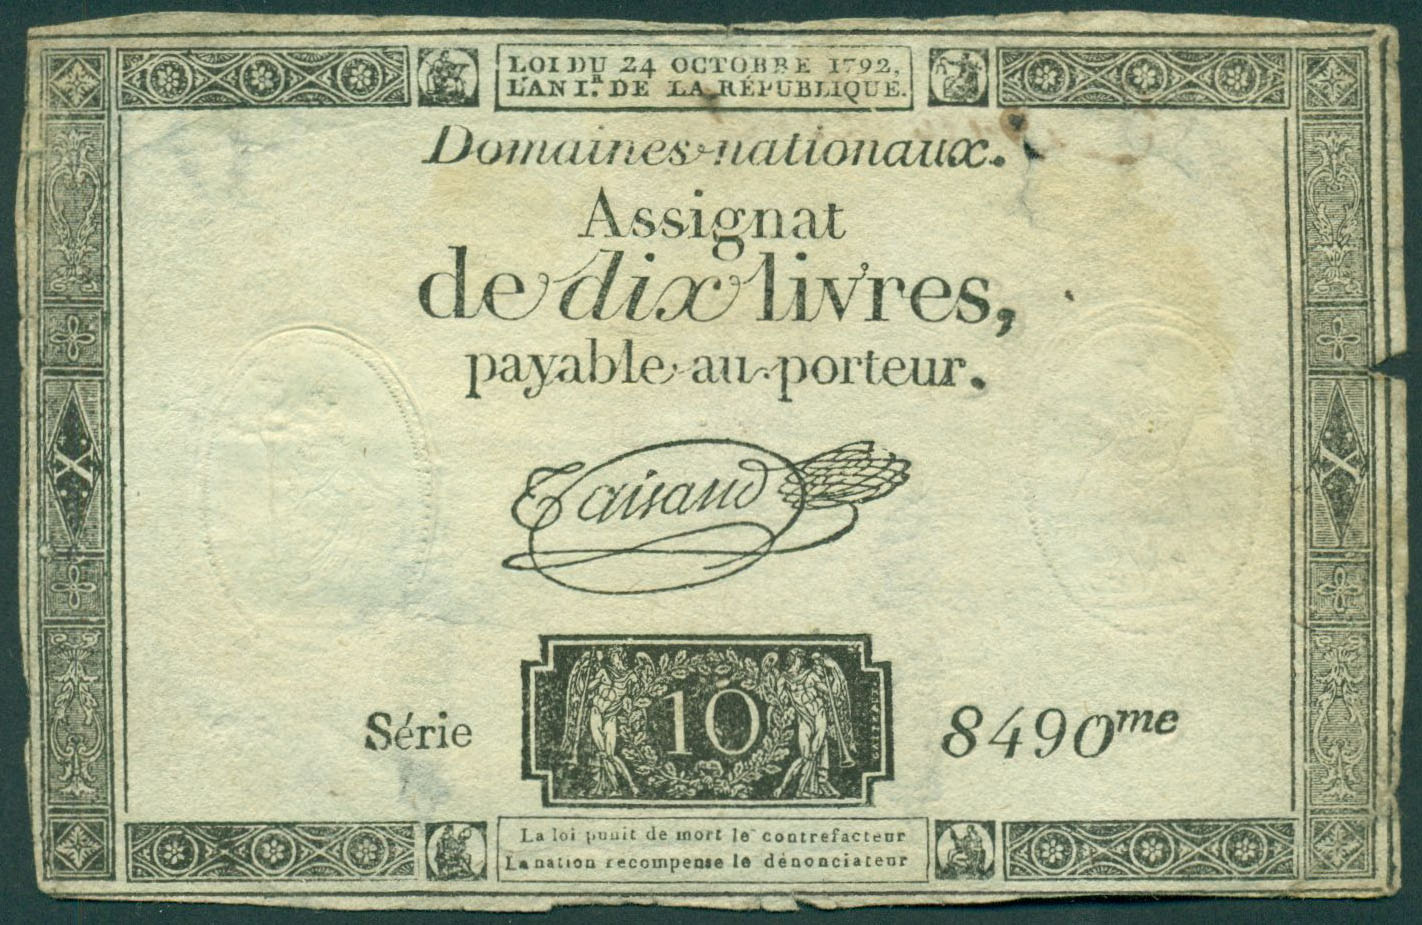 LOI DU 24 OCTOBRE 1792,
L'AN I.R DE LA RÉPUBLIQUE.
Domaines nationaux.
Assignat
de dix livres,
payable au porteur.
X X
Taisaud
10
Série 8490me
La loi punit de mort le contrefacteur
La nation recompense le dénonciateur